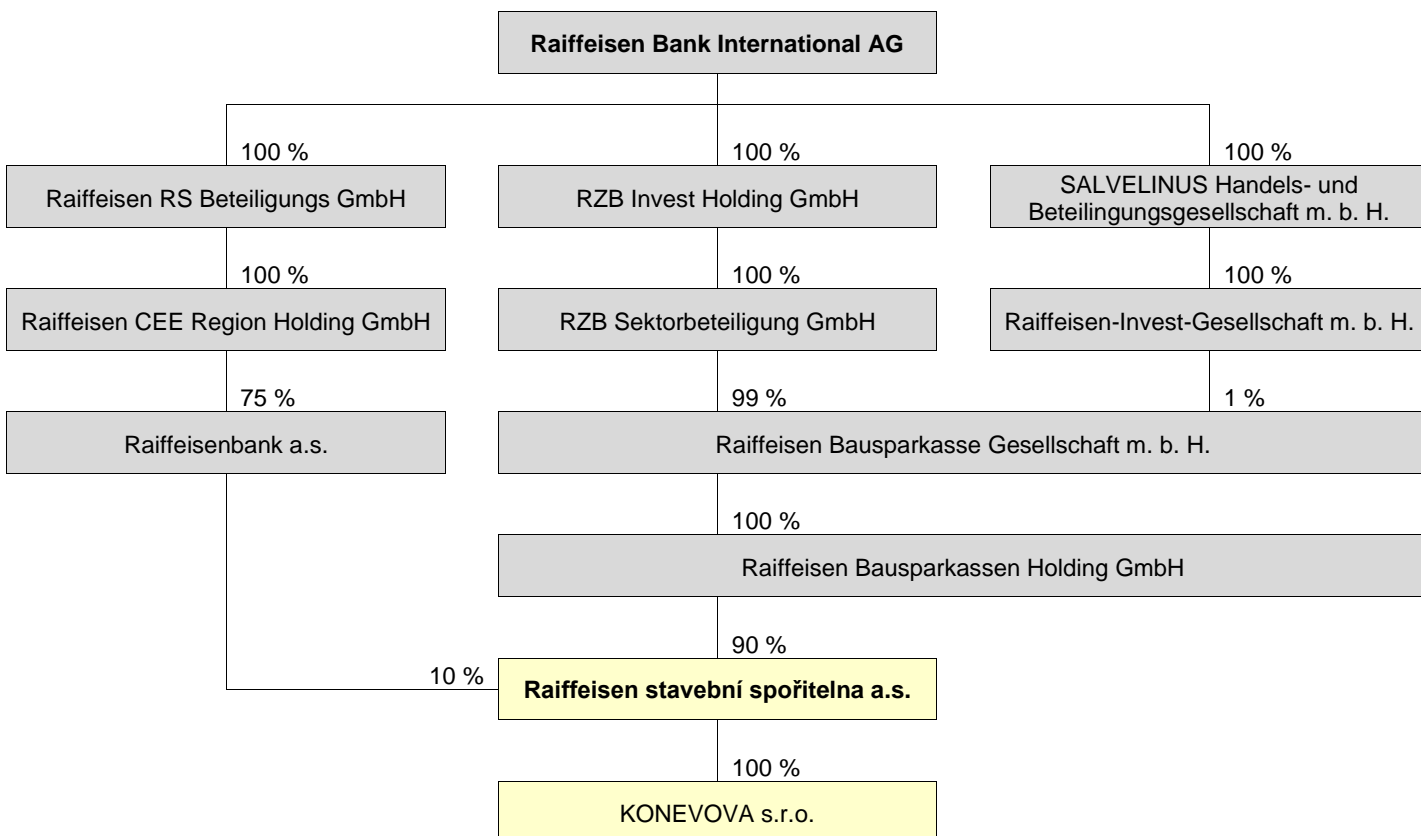 Raiffeisen Bank International AG
100 %
100 %
100 %
Raiffeisen RS Beteiligungs GmbH
RZB Invest Holding GmbH
SALVELINUS Handels- und
Beteilingungsgesellschaft m. b. H.
100 %
100 %
100 %
Raiffeisen CEE Region Holding GmbH
RZB Sektorbeteiligung GmbH
Raiffeisen-Invest-Gesellschaft m. b. H.
75 %
99 %
1 %
Raiffeisenbank a.s.
Raiffeisen Bausparkasse Gesellschaft m. b. H.
100 %
Raiffeisen Bausparkassen Holding GmbH
90 %
10 %
Raiffeisen stavební spořitelna a.s.
100 %
KONEVOVA s.r.o.